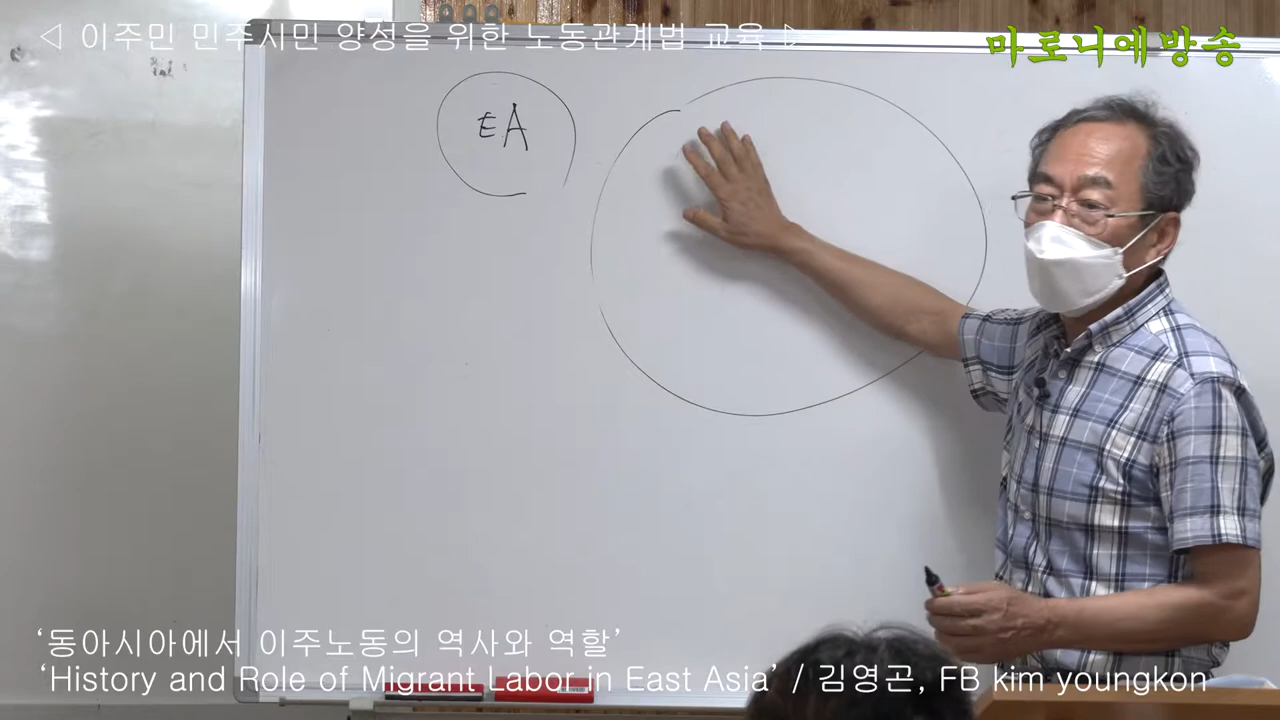 ◁ 이주민 민주시민 양성을 위한 노동관계법 교육 ▷
마로니에방송
EA
‘동아시아에서 이주노동의 역사와 역할’
‘History and Role of Migrant Labor in East Asia’ / 김영곤, FB kim youngkon